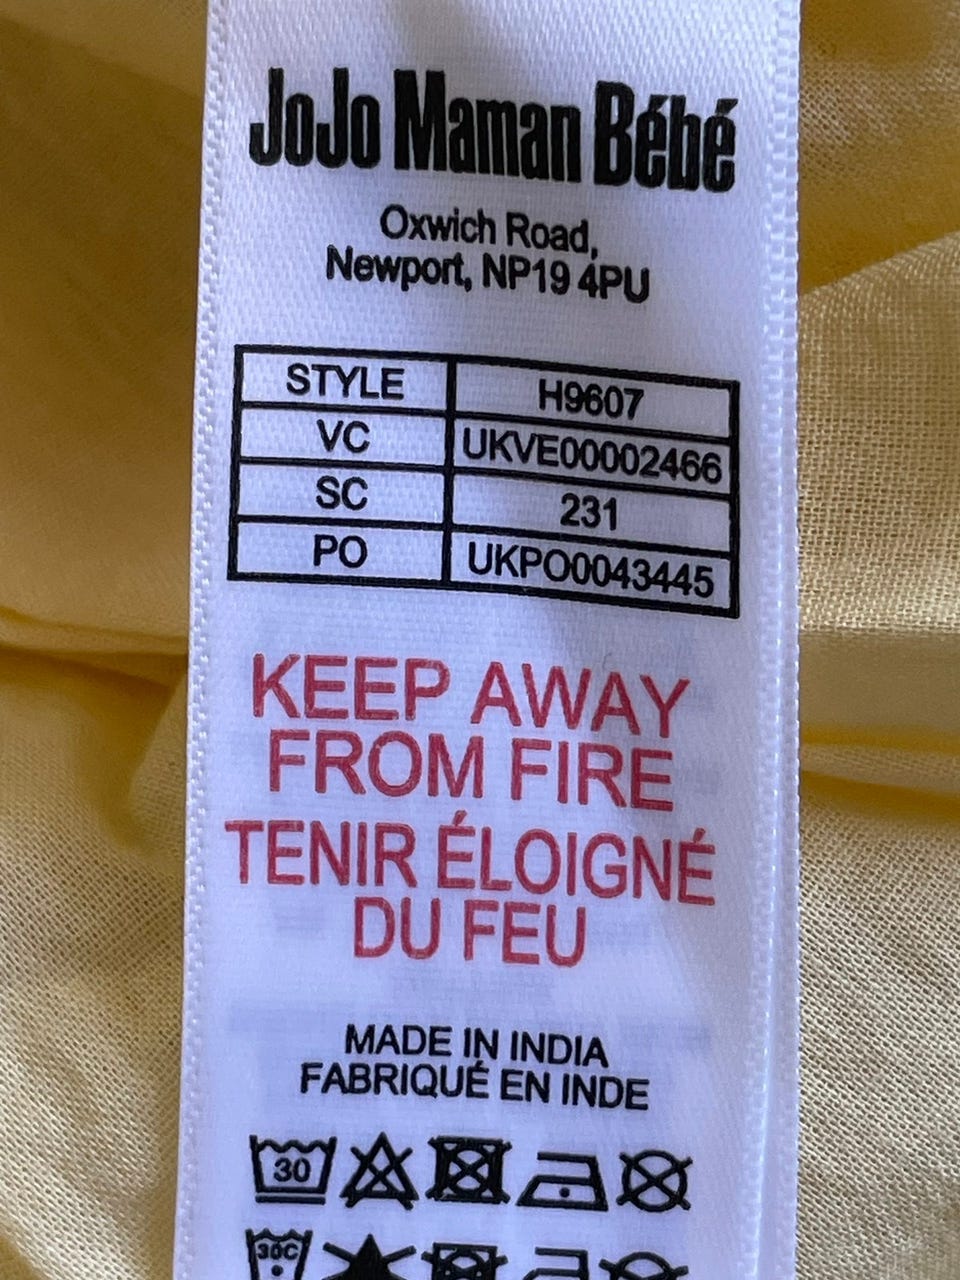 JoJo Maman Bébé
Oxwich Road,
Newport, NP19 4PU
STYLE H9607
VC UKVE00002466
SC 231
PO UKPO0043445
KEEP AWAY
FROM FIRE
TENIR ÉLOIGNÉ
DU FEU
MADE IN INDIA
FABRIQUÉ EN INDE
30
30C